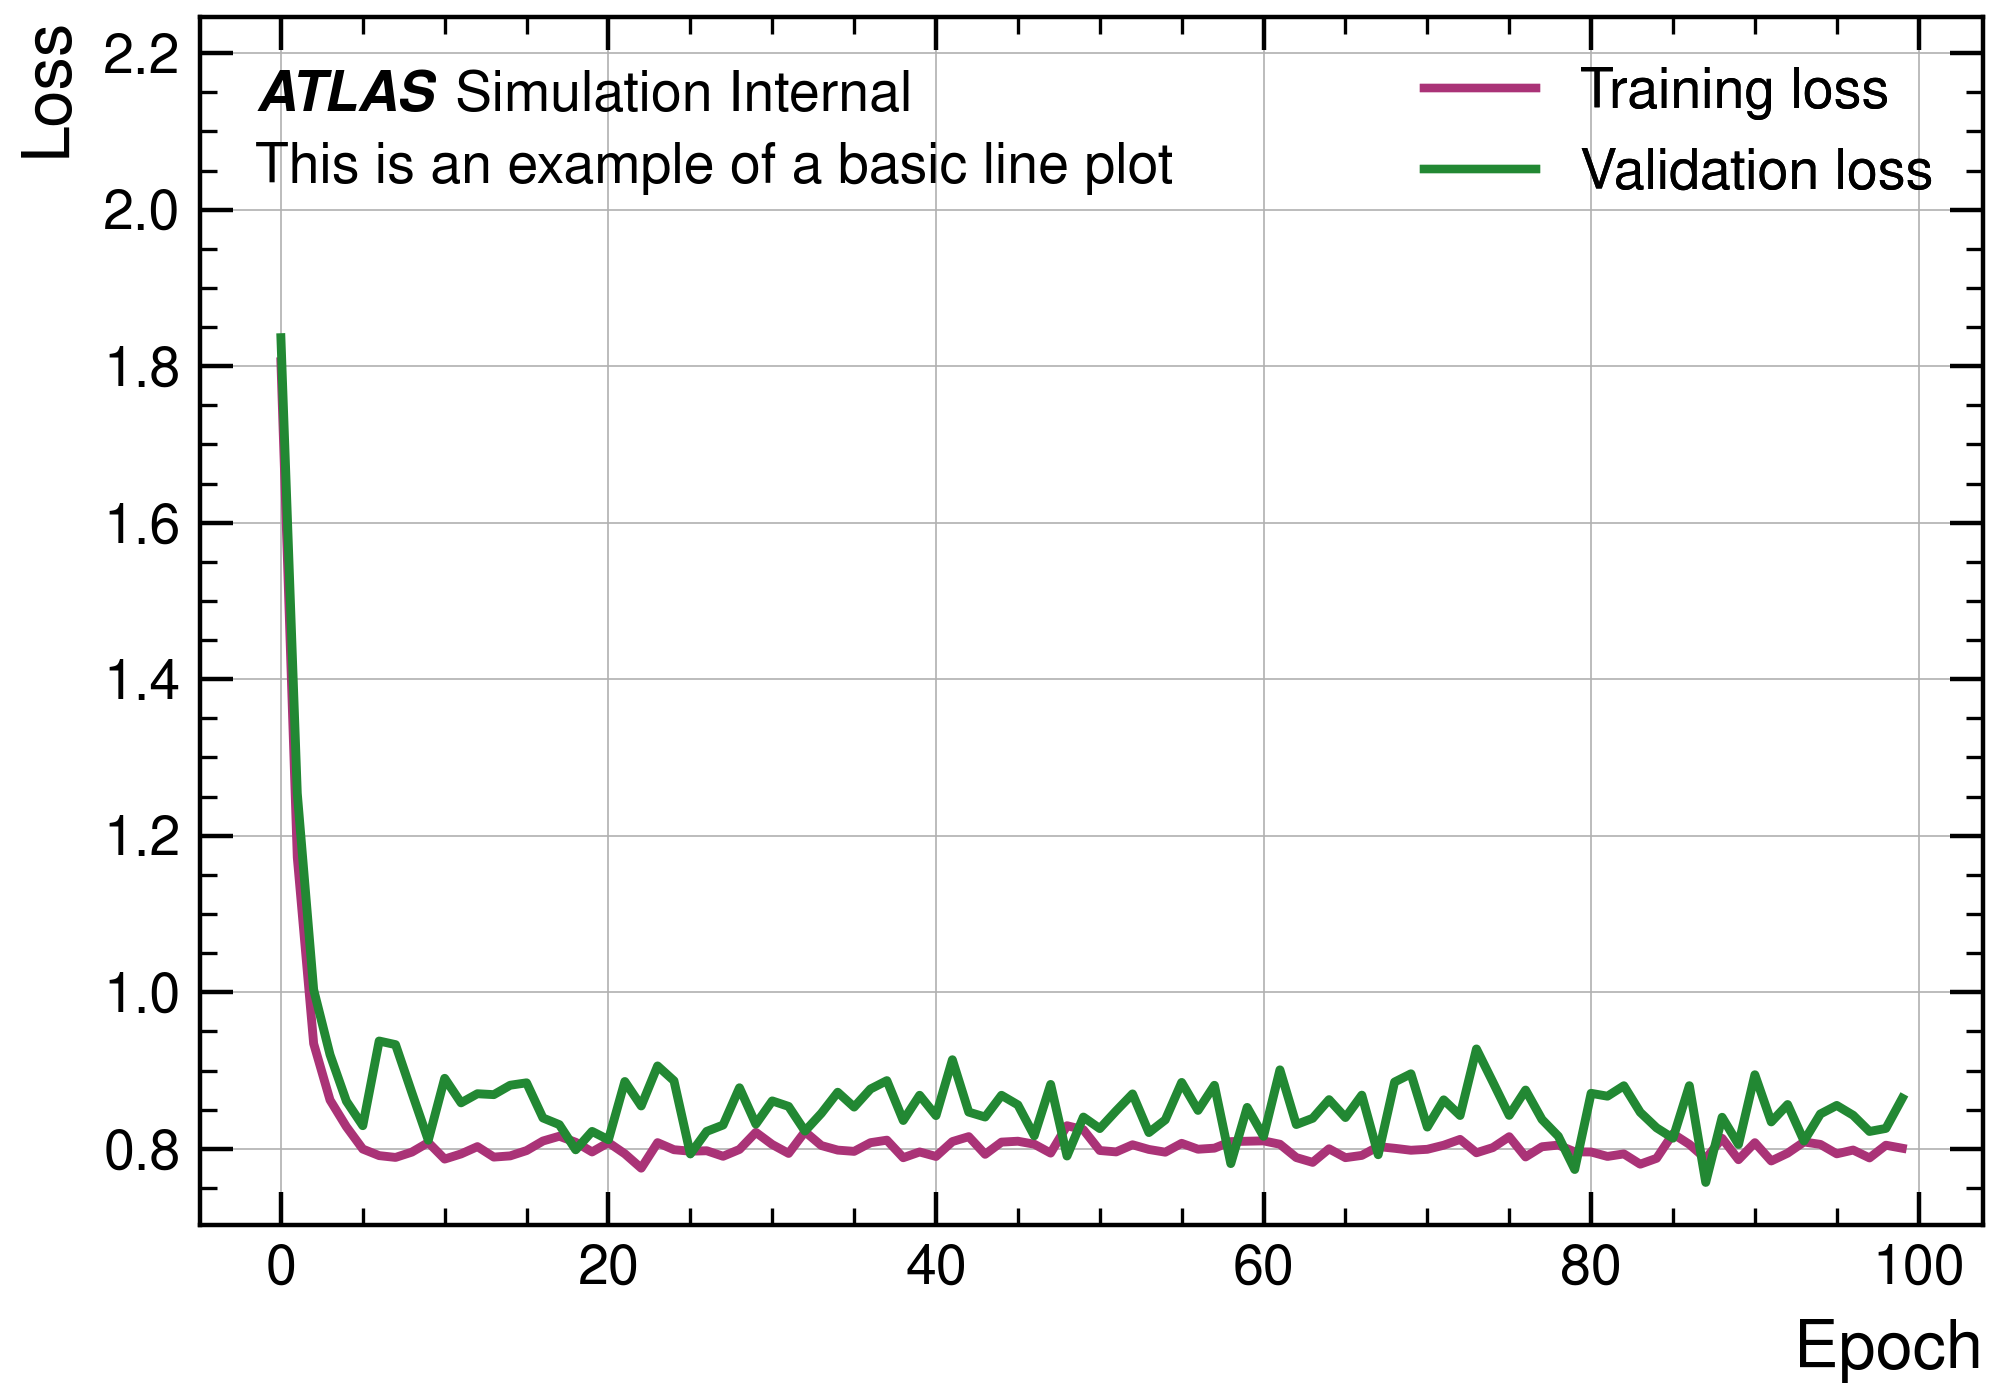 Loss
2.2
2.0
1.8
1.6
1.4
1.2
1.0
0.8
ATLAS Simulation Internal
This is an example of a basic line plot
Training loss
Validation loss
0 20 40 60 80 100
Epoch